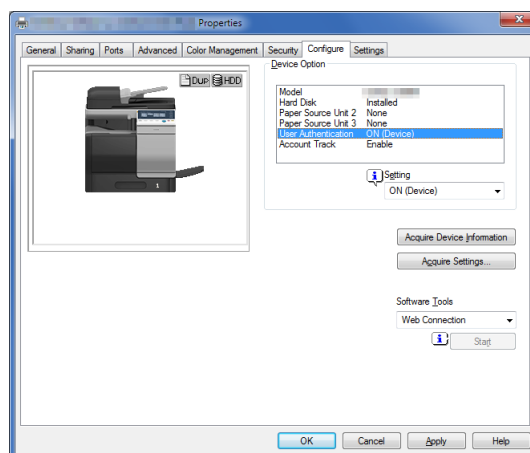 Properties
General Sharing Ports Advanced Color Management Security Configure Settings
Device Option
DUP HDD
Model
Hard Disk Installed
Paper Source Unit 2 None
Paper Source Unit 3 None
User Authentication ON (Device)
Account Track Enable
Setting
ON (Device)
1
Acquire Device Information
Acquire Settings...
Software Tools
Web Connection
Start
OK Cancel Apply Help